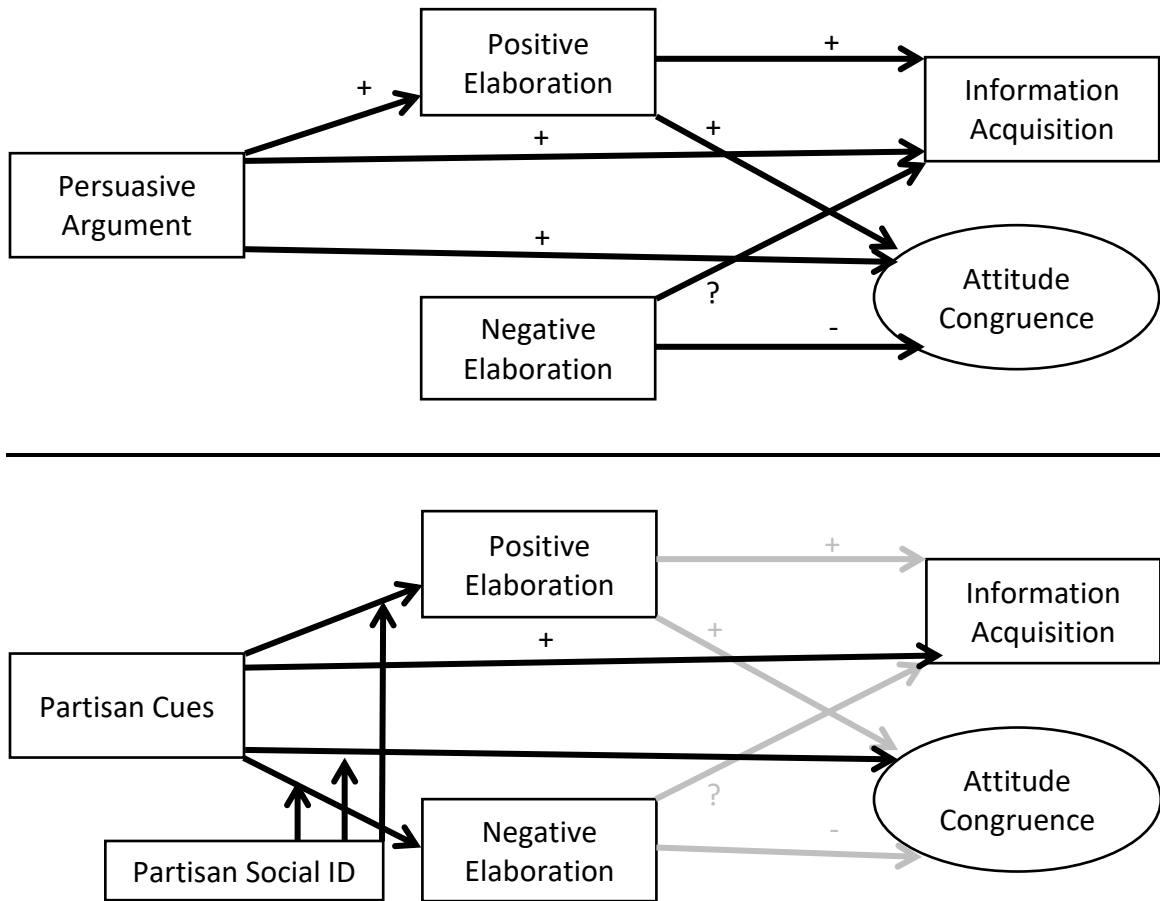 Positive
Elaboration
+
+
Information
Acquisition
+
+
Persuasive
Argument
+
Attitude
Congruence
?
Negative
Elaboration
-
Positive
Elaboration
+
Information
Acquisition
+
+
Partisan Cues
Attitude
Congruence
?
Negative
Elaboration
-
Partisan Social ID